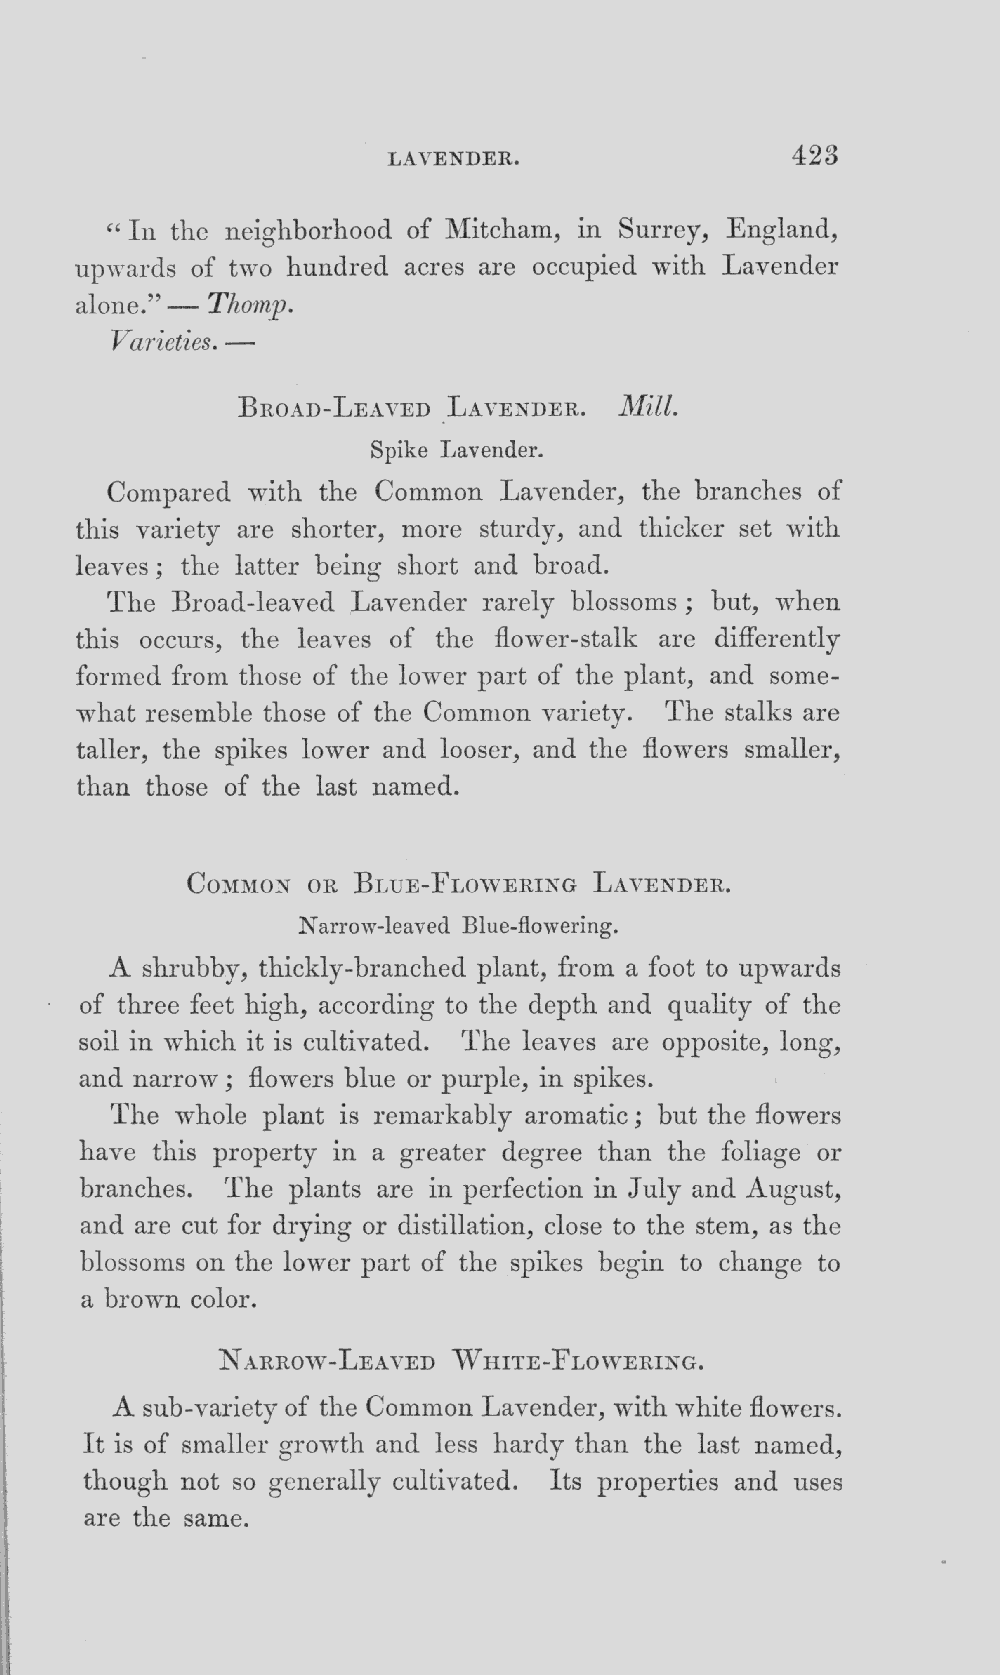 LAVENDER. 423
“In the neighborhood of Mitcham, in Surrey, England,
upwards of two hundred acres are occupied with Lavender
alone.” — Thomp.
Varieties. —
BROAD-LEAVED LAVENDER. Mill.
Spike Lavender.
Compared with the Common Lavender, the branches of
this variety are shorter, more sturdy, and thicker set with
leaves; the latter being short and broad.
The Broad-leaved Lavender rarely blossoms; but, when
this occurs, the leaves of the flower-stalk are differently
formed from those of the lower part of the plant, and some-
what resemble those of the Common variety. The stalks are
taller, the spikes lower and looser, and the flowers smaller,
than those of the last named.
COMMON OR BLUE-FLOWERING LAVENDER.
Narrow-leaved Blue-flowering.
A shrubby, thickly-branched plant, from a foot to upwards
of three feet high, according to the depth and quality of the
soil in which it is cultivated. The leaves are opposite, long,
and narrow; flowers blue or purple, in spikes.
The whole plant is remarkably aromatic; but the flowers
have this property in a greater degree than the foliage or
branches. The plants are in perfection in July and August,
and are cut for drying or distillation, close to the stem, as the
blossoms on the lower part of the spikes begin to change to
a brown color.
NARROW-LEAVED WHITE-FLOWERING.
A sub-variety of the Common Lavender, with white flowers.
It is of smaller growth and less hardy than the last named,
though not so generally cultivated. Its properties and uses
are the same.